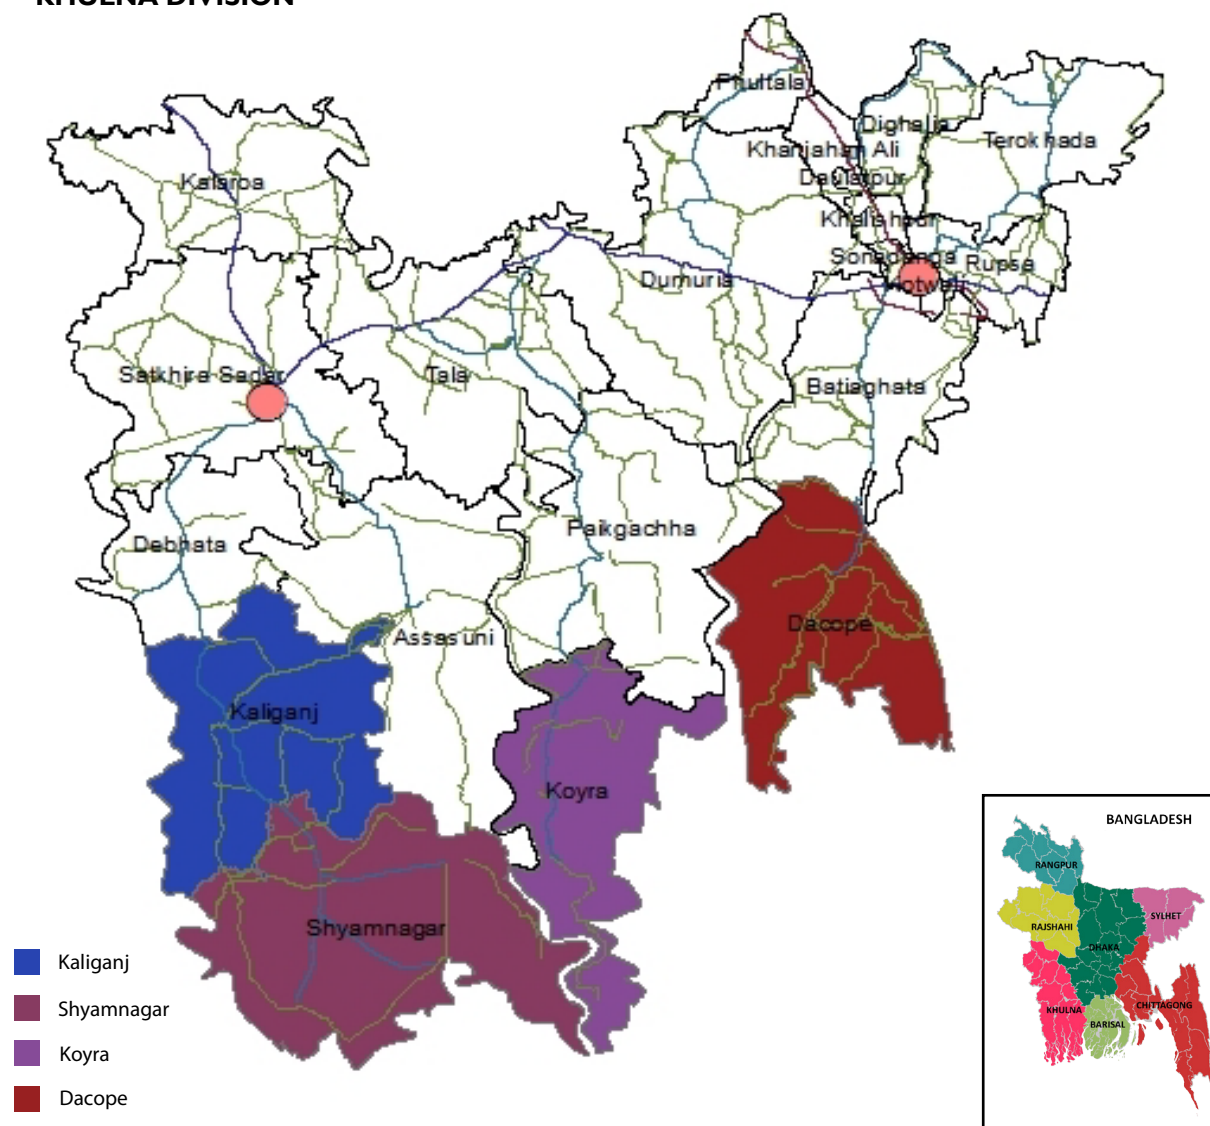 KHULNA DIVISION
Phultala
Dighalia
Terokhada
Khanjahan Ali
Daulatpur
Kalaroa
Khalishpur
Sonadanga
Rupsa
Dumuria
Satkhira Sadar
Tala
Batiaghata
Paikgachha
Debhata
Dacope
Assasuni
Kaliganj
Koyra
Shyamnagar
BANGLADESH
RANGPUR
SYLHET
RAJSHAHI
DHAKA
CHITTAGONG
KHULNA
BARISAL
Kaliganj
Shyamnagar
Koyra
Dacope